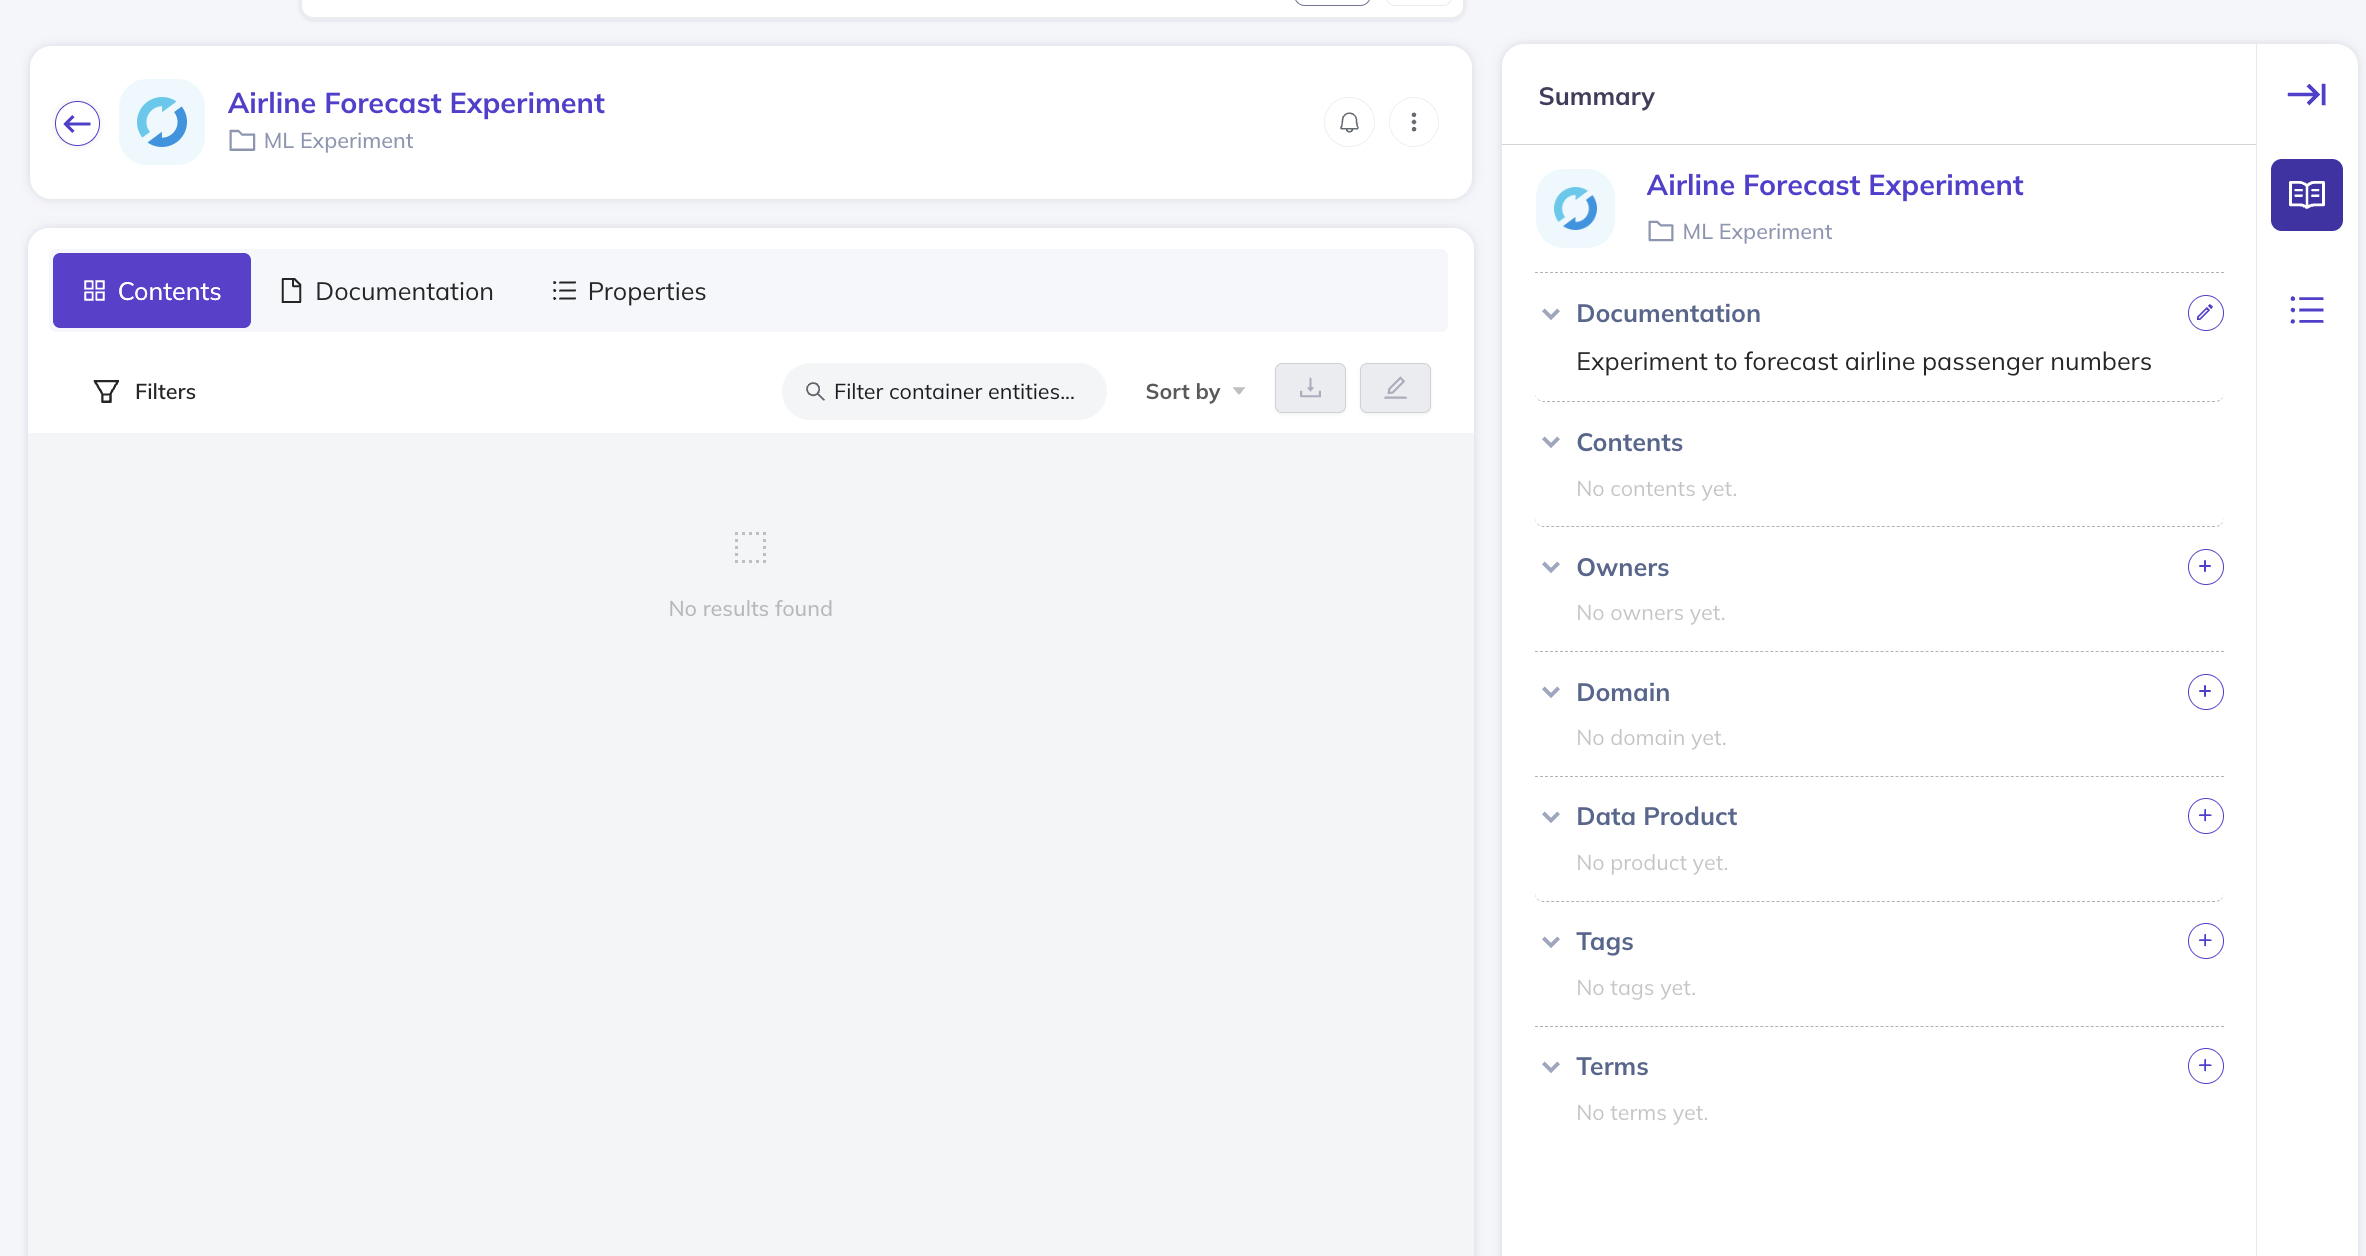 Airline Forecast Experiment
ML Experiment
Contents
Documentation
Properties
Filters
Filter container entities...
Sort by
No results found
Summary
Airline Forecast Experiment
ML Experiment
Documentation
Experiment to forecast airline passenger numbers
Contents
No contents yet.
Owners
No owners yet.
Domain
No domain yet.
Data Product
No product yet.
Tags
No tags yet.
Terms
No terms yet.